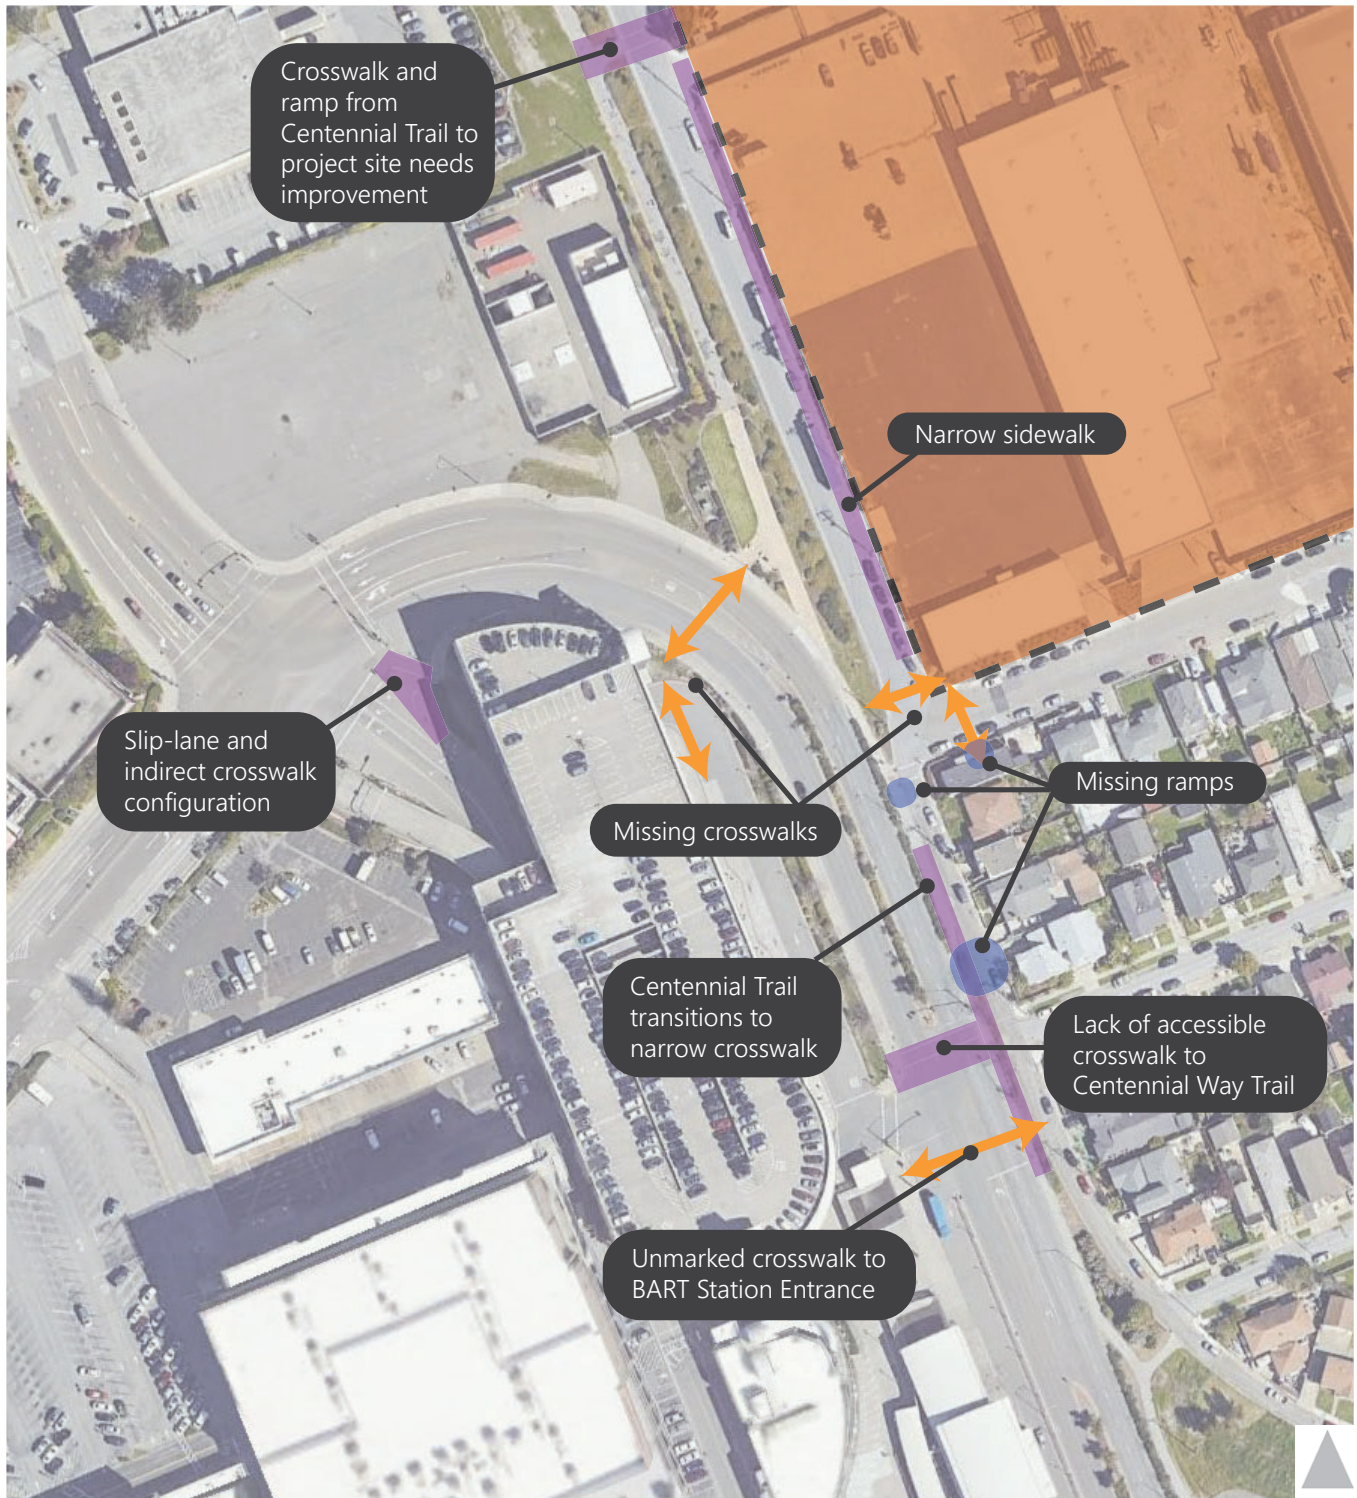 Crosswalk and
ramp from
Centennial Trail to
project site needs
improvement
Narrow sidewalk
Slip-lane and
indirect crosswalk
configuration
Missing crosswalks
Missing ramps
Centennial Trail
transitions to
narrow crosswalk
Lack of accessible
crosswalk to
Centennial Way Trail
Unmarked crosswalk to
BART Station Entrance